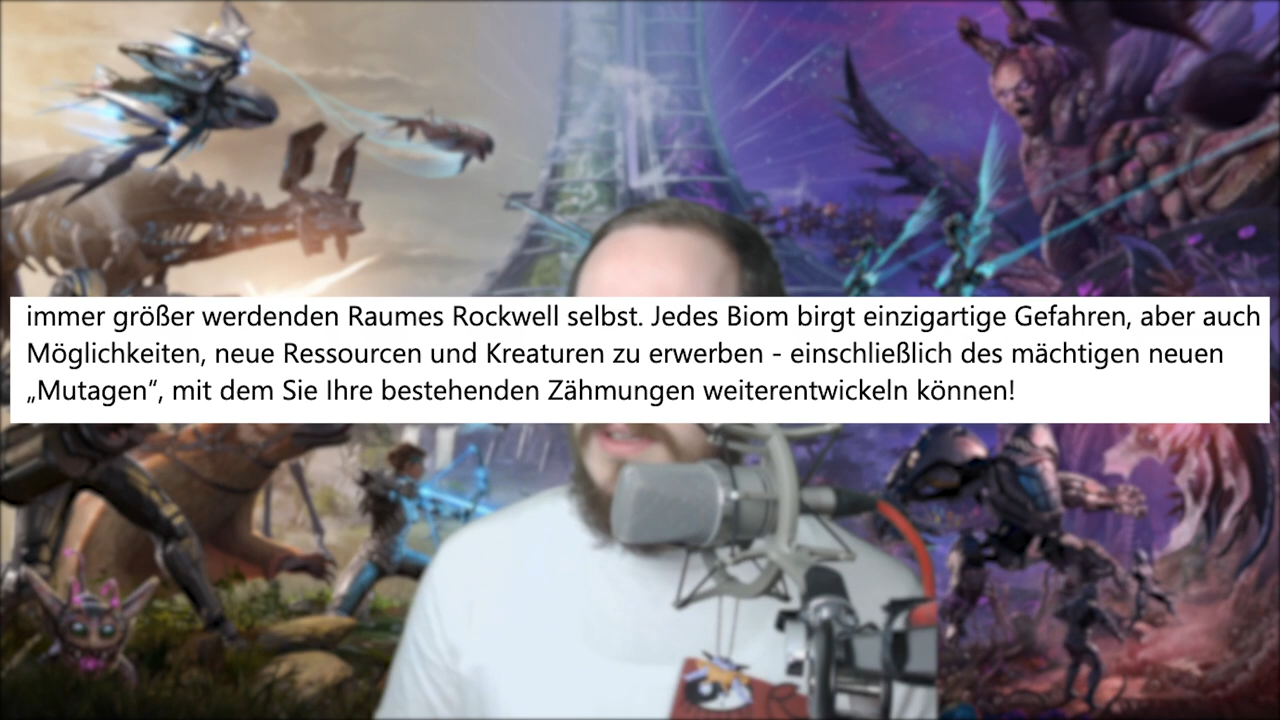 immer größer werdenden Raumes Rockwell selbst. Jedes Biom birgt einzigartige Gefahren, aber auch
Möglichkeiten, neue Ressourcen und Kreaturen zu erwerben - einschließlich des mächtigen neuen
„Mutagen“, mit dem Sie Ihre bestehenden Zähmungen weiterentwickeln können!